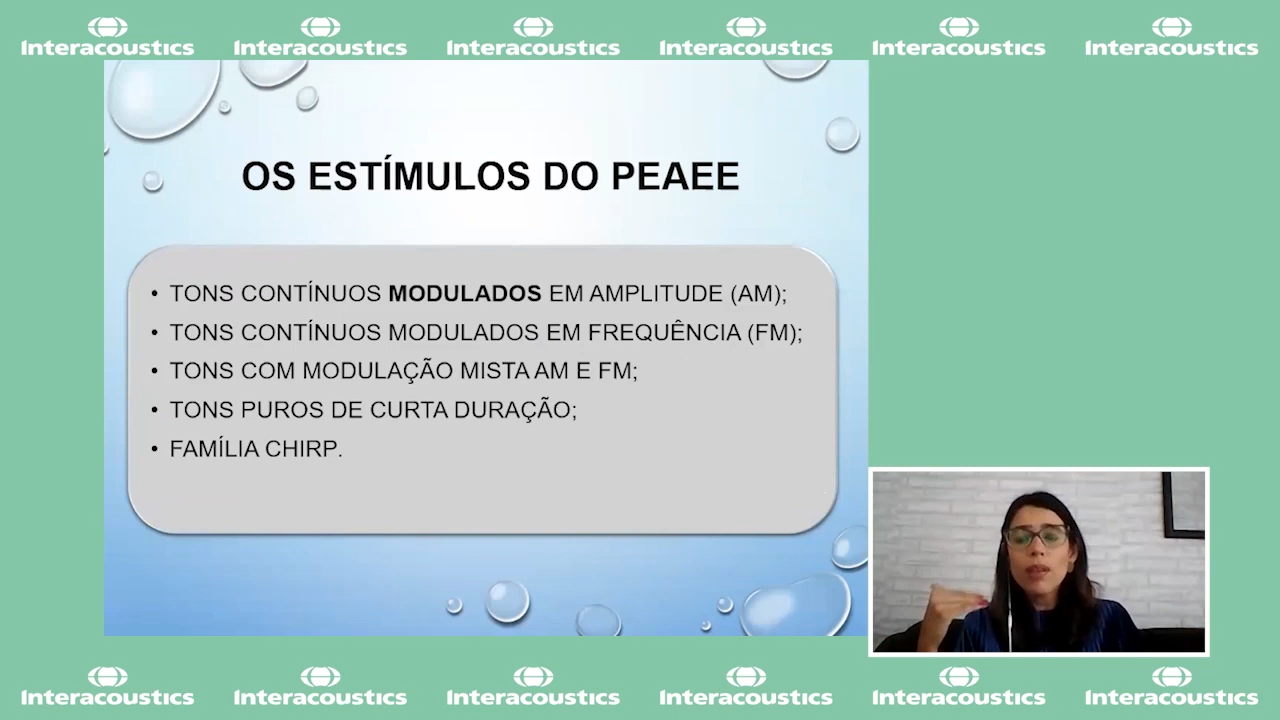 Interacoustics Interacoustics Interacoustics Interacoustics Interacoustics Interacoustics
OS ESTÍMULOS DO PEAEE
• TONS CONTÍNUOS MODULADOS EM AMPLITUDE (AM);
• TONS CONTÍNUOS MODULADOS EM FREQUÊNCIA (FM);
• TONS COM MODULAÇÃO MISTA AM E FM;
• TONS PUROS DE CURTA DURAÇÃO;
• FAMÍLIA CHIRP.
Interacoustics Interacoustics Interacoustics Interacoustics Interacoustics Interacoustics